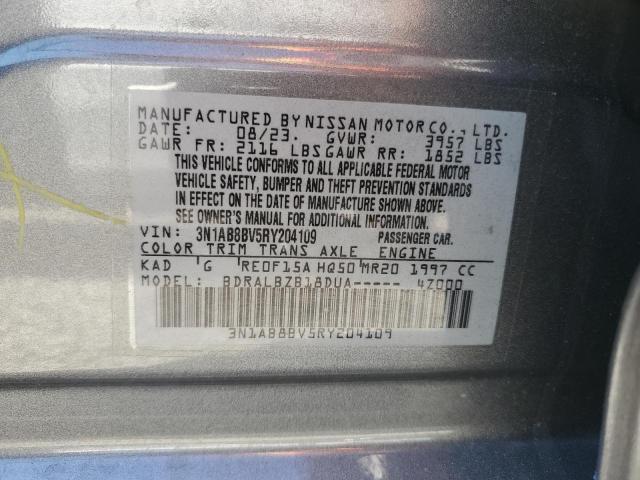 MANUFACTURED BY NISSAN MOTOR CO., LTD.
DATE: 08/23. GVWR: 3957 LBS
GAWR FR: 2116 LBS GAWR RR: 1852 LBS
THIS VEHICLE CONFORMS TO ALL APPLICABLE FEDERAL MOTOR
VEHICLE SAFETY, BUMPER AND THEFT PREVENTION STANDARDS
IN EFFECT ON THE DATE OF MANUFACTURE SHOWN ABOVE.
SEE OWNER'S MANUAL FOR ADDITIONAL INFORMATION.
VIN: 3N1AB8BV5RY204109 PASSENGER CAR.
COLOR TRIM TRANS AXLE ENGINE
KAD 'G 'RE0F15A HQ50 MR20 1997 CC
MODEL: BDRALBZB18DUA----- 4Z000
3N1AB8BV5RY204109